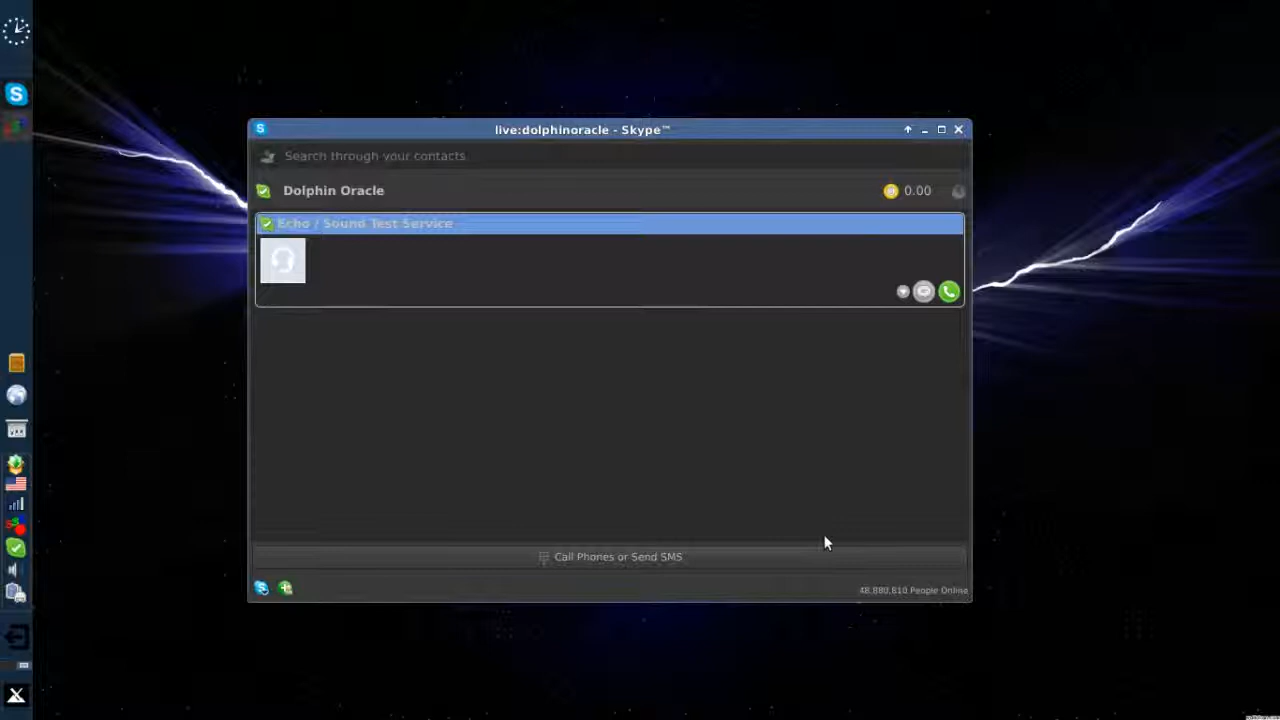 live:dolphinoracle - Skype™
Search through your contacts
Dolphin Oracle
0.00
Echo / Sound Test Service
Call Phones or Send SMS
48,880,810 People Online